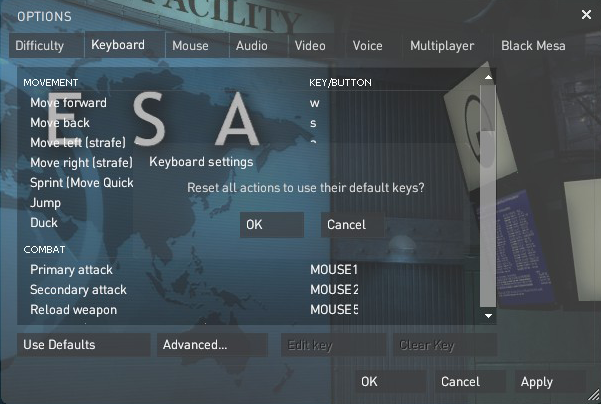 FACILITY
OPTIONS
Difficulty Keyboard Mouse Audio Video Voice Multiplayer Black Mesa
MOVEMENT KEY/BUTTON
Move forward w
Move back s
E S A
Move left (strafe)
Move right (strafe)
Keyboard settings
Sprint (Move Quick
Reset all actions to use their default keys?
Jump
Duck
OK Cancel
COMBAT
Primary attack MOUSE1
Secondary attack MOUSE2
Reload weapon MOUSE5
Use Defaults Advanced... Edit key Clear Key
OK Cancel Apply